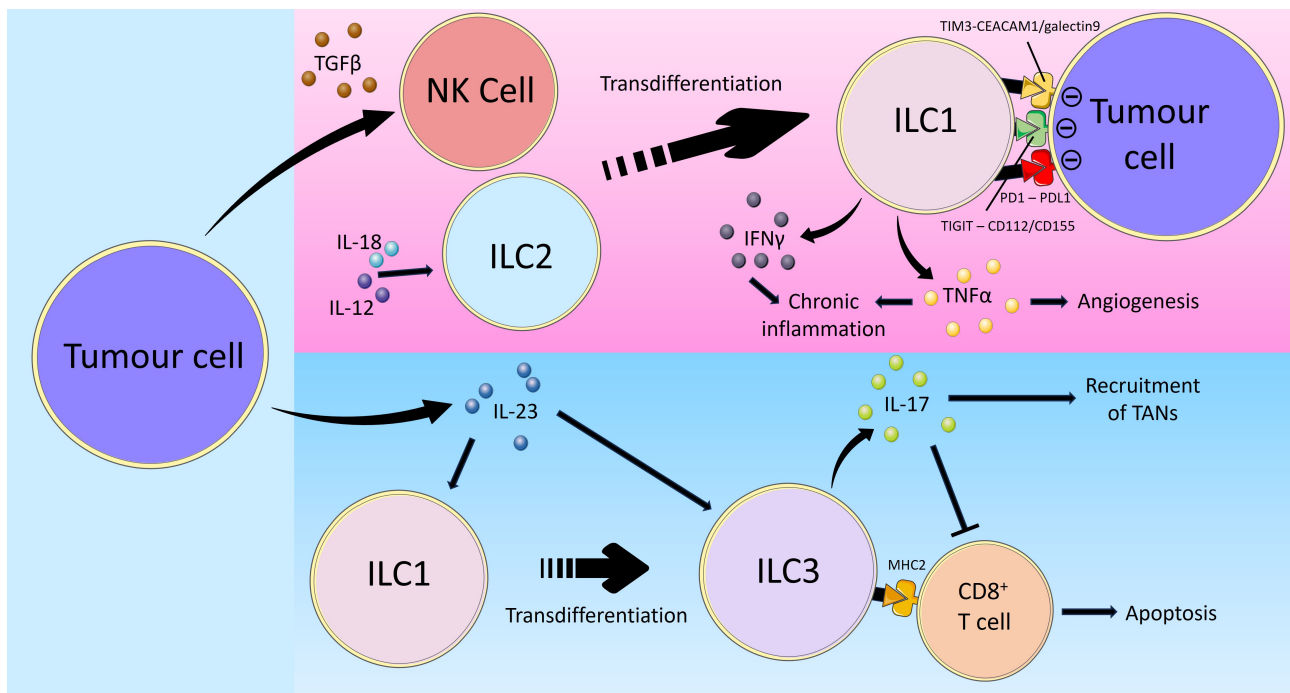 TIM3-CEACAM1/galectin9
TGFβ
NK Cell
Transdifferentiation
ILC1
Tumour
cell
PD1 – PDL1
TIGIT – CD112/CD155
IL-18
IL-12
ILC2
IFNγ
TNFα
Chronic
inflammation
Angiogenesis
Tumour cell
IL-23
IL-17
Recruitment
of TANs
ILC1
Transdifferentiation
ILC3
MHC2
CD8⁺
T cell
Apoptosis